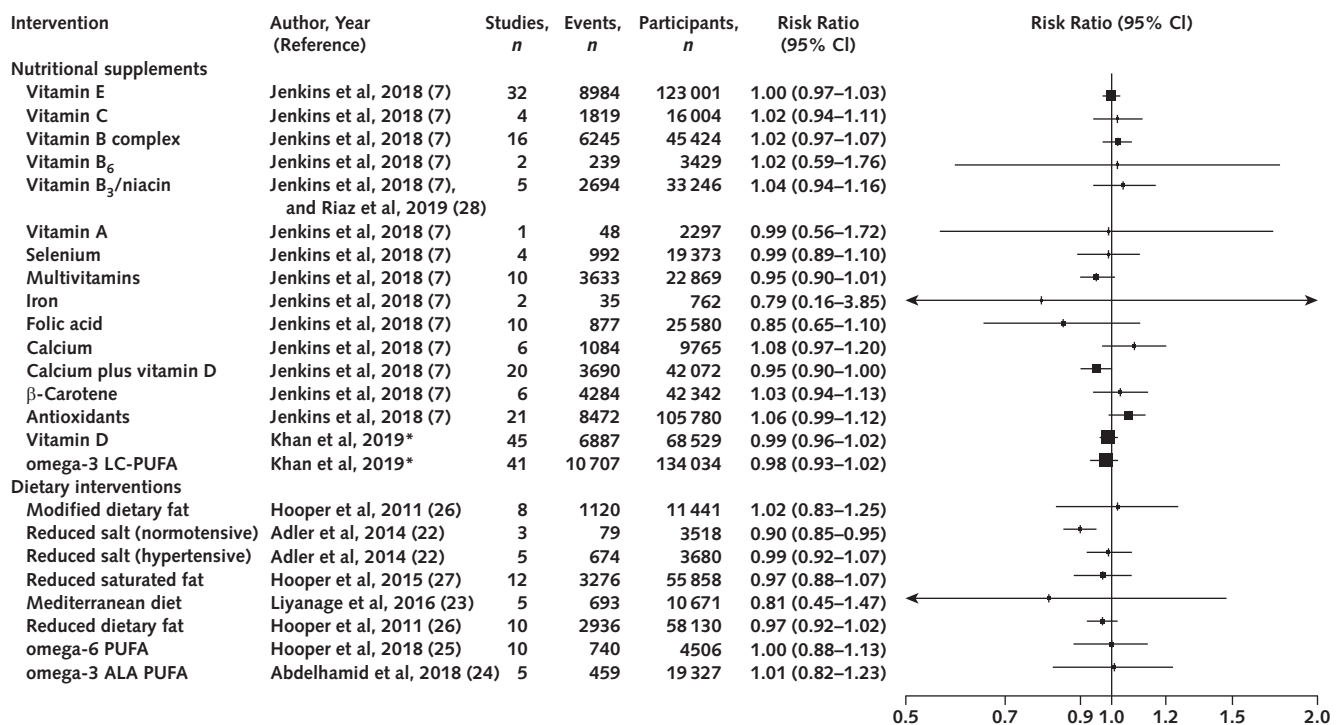 Intervention Author, Year Studies, Events, Participants, Risk Ratio Risk Ratio (95% CI)
(Reference) n n n (95% CI)
Nutritional supplements
Vitamin E Jenkins et al, 2018 (7) 32 8984 123 001 1.00 (0.97–1.03)
Vitamin C Jenkins et al, 2018 (7) 4 1819 16 004 1.02 (0.94–1.11)
Vitamin B complex Jenkins et al, 2018 (7) 16 6245 45 424 1.02 (0.97–1.07)
Vitamin B6 Jenkins et al, 2018 (7) 2 239 3429 1.02 (0.59–1.76)
Vitamin B3/niacin Jenkins et al, 2018 (7), 5 2694 33 246 1.04 (0.94–1.16)
and Riaz et al, 2019 (28)
Vitamin A Jenkins et al, 2018 (7) 1 48 2297 0.99 (0.56–1.72)
Selenium Jenkins et al, 2018 (7) 4 992 19 373 0.99 (0.89–1.10)
Multivitamins Jenkins et al, 2018 (7) 10 3633 22 869 0.95 (0.90–1.01)
Iron Jenkins et al, 2018 (7) 2 35 762 0.79 (0.16–3.85)
Folic acid Jenkins et al, 2018 (7) 10 877 25 580 0.85 (0.65–1.10)
Calcium Jenkins et al, 2018 (7) 6 1084 9765 1.08 (0.97–1.20)
Calcium plus vitamin D Jenkins et al, 2018 (7) 20 3690 42 072 0.95 (0.90–1.00)
β-Carotene Jenkins et al, 2018 (7) 6 4284 42 342 1.03 (0.94–1.13)
Antioxidants Jenkins et al, 2018 (7) 21 8472 105 780 1.06 (0.99–1.12)
Vitamin D Khan et al, 2019* 45 6887 68 529 0.99 (0.96–1.02)
omega-3 LC-PUFA Khan et al, 2019* 41 10 707 134 034 0.98 (0.93–1.02)
Dietary interventions
Modified dietary fat Hooper et al, 2011 (26) 8 1120 11 441 1.02 (0.83–1.25)
Reduced salt (normotensive) Adler et al, 2014 (22) 3 79 3518 0.90 (0.85–0.95)
Reduced salt (hypertensive) Adler et al, 2014 (22) 5 674 3680 0.99 (0.92–1.07)
Reduced saturated fat Hooper et al, 2015 (27) 12 3276 55 858 0.97 (0.88–1.07)
Mediterranean diet Liyanage et al, 2016 (23) 5 693 10 671 0.81 (0.45–1.47)
Reduced dietary fat Hooper et al, 2011 (26) 10 2936 58 130 0.97 (0.92–1.02)
omega-6 PUFA Hooper et al, 2018 (25) 10 740 4506 1.00 (0.88–1.13)
omega-3 ALA PUFA Abdelhamid et al, 2018 (24) 5 459 19 327 1.01 (0.82–1.23)
0.5 0.7 0.9 1.0 1.2 1.5 2.0